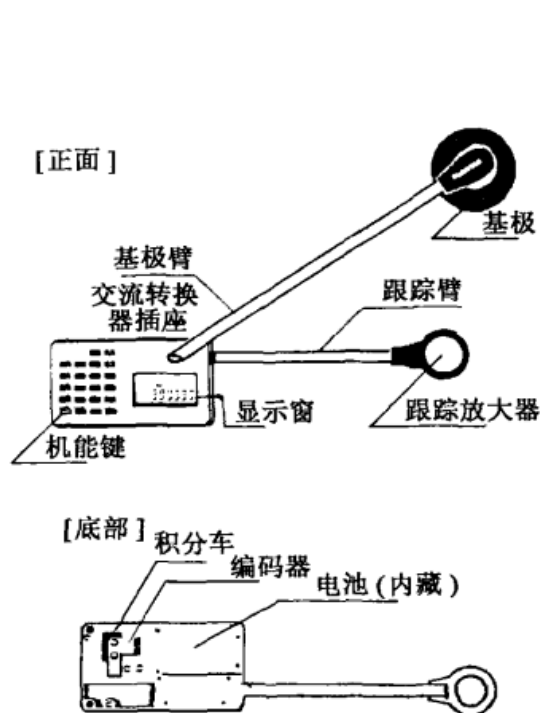 [正面]
基极
基极臂
交流转换
器插座
跟踪臂
显示窗
跟踪放大器
机能键
[底部]
积分车
编码器
电池(内藏)